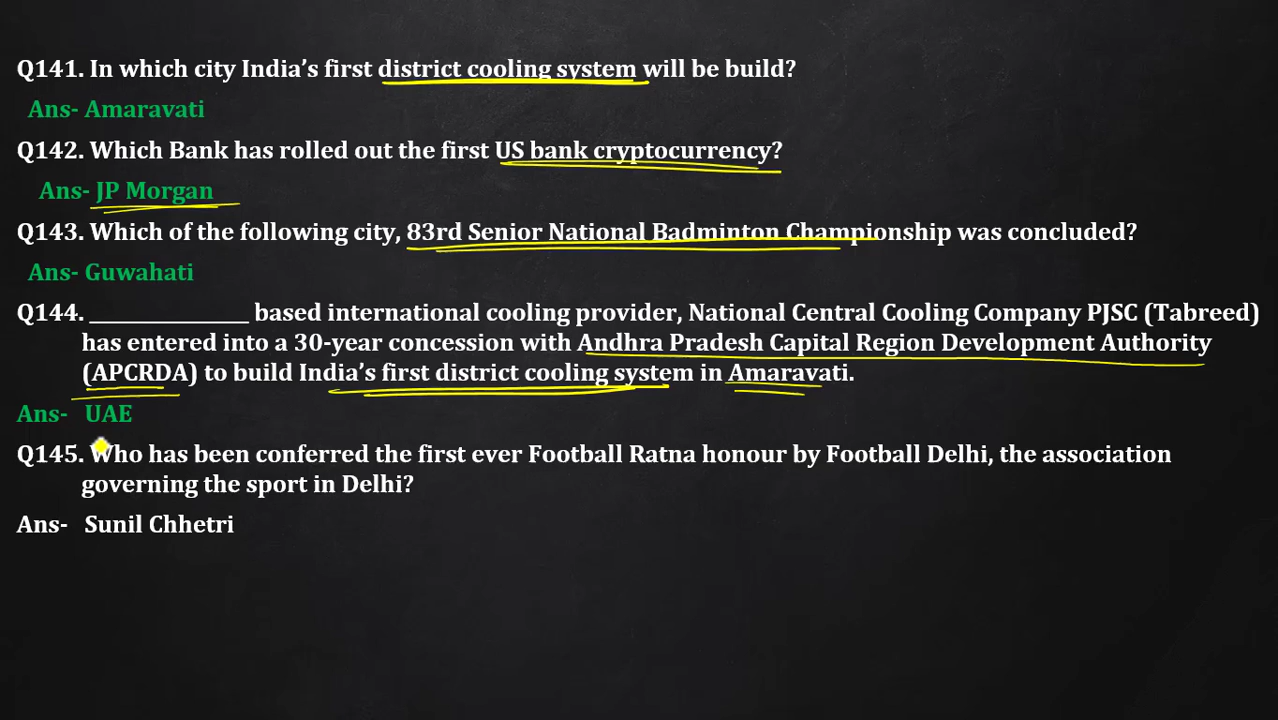 Q141. In which city India’s first district cooling system will be build?
Ans- Amaravati
Q142. Which Bank has rolled out the first US bank cryptocurrency?
Ans- JP Morgan
Q143. Which of the following city, 83rd Senior National Badminton Championship was concluded?
Ans- Guwahati
Q144. ________________ based international cooling provider, National Central Cooling Company PJSC (Tabreed)
has entered into a 30-year concession with Andhra Pradesh Capital Region Development Authority
(APCRDA) to build India’s first district cooling system in Amaravati.
Ans- UAE
Q145. Who has been conferred the first ever Football Ratna honour by Football Delhi, the association
governing the sport in Delhi?
Ans- Sunil Chhetri